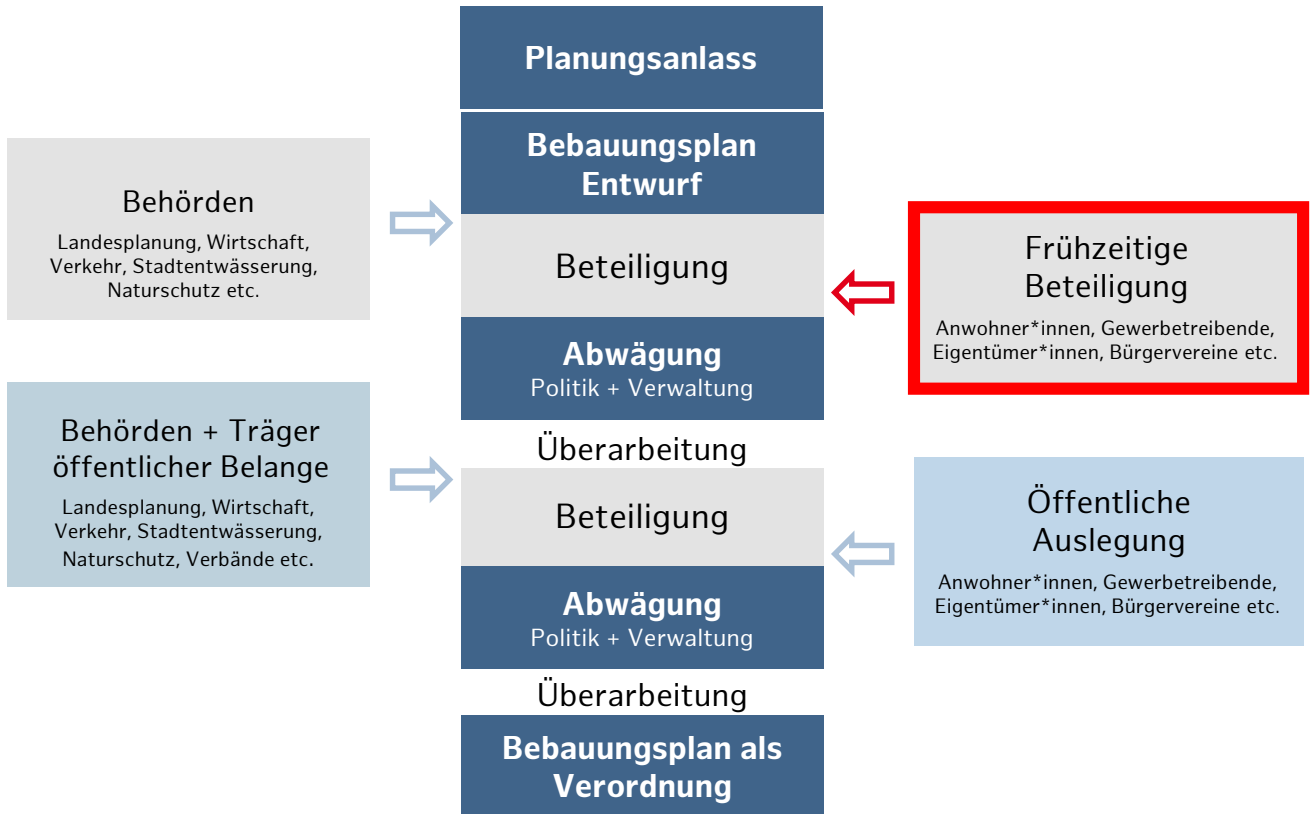 Planungsanlass
Bebauungsplan
Entwurf
Behörden
Landesplanung, Wirtschaft,
Verkehr, Stadtentwässerung,
Naturschutz etc.
Beteiligung
Frühzeitige
Beteiligung
Anwohner*innen, Gewerbetreibende,
Eigentümer*innen, Bürgervereine etc.
Abwägung
Politik + Verwaltung
Überarbeitung
Behörden + Träger
öffentlicher Belange
Landesplanung, Wirtschaft,
Verkehr, Stadtentwässerung,
Naturschutz, Verbände etc.
Beteiligung
Öffentliche
Auslegung
Anwohner*innen, Gewerbetreibende,
Eigentümer*innen, Bürgervereine etc.
Abwägung
Politik + Verwaltung
Überarbeitung
Bebauungsplan als
Verordnung